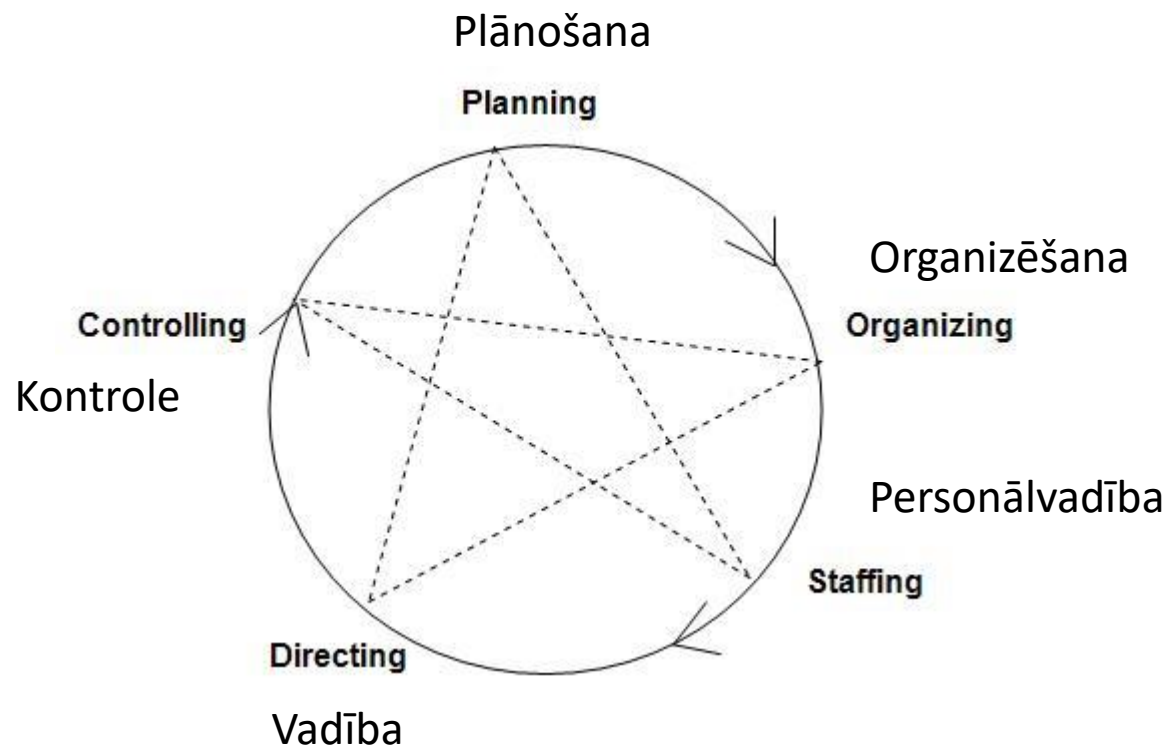 Plānošana
Planning
Organizēšana
Organizing
Controlling
Kontrole
Personālvadība
Staffing
Directing
Vadība